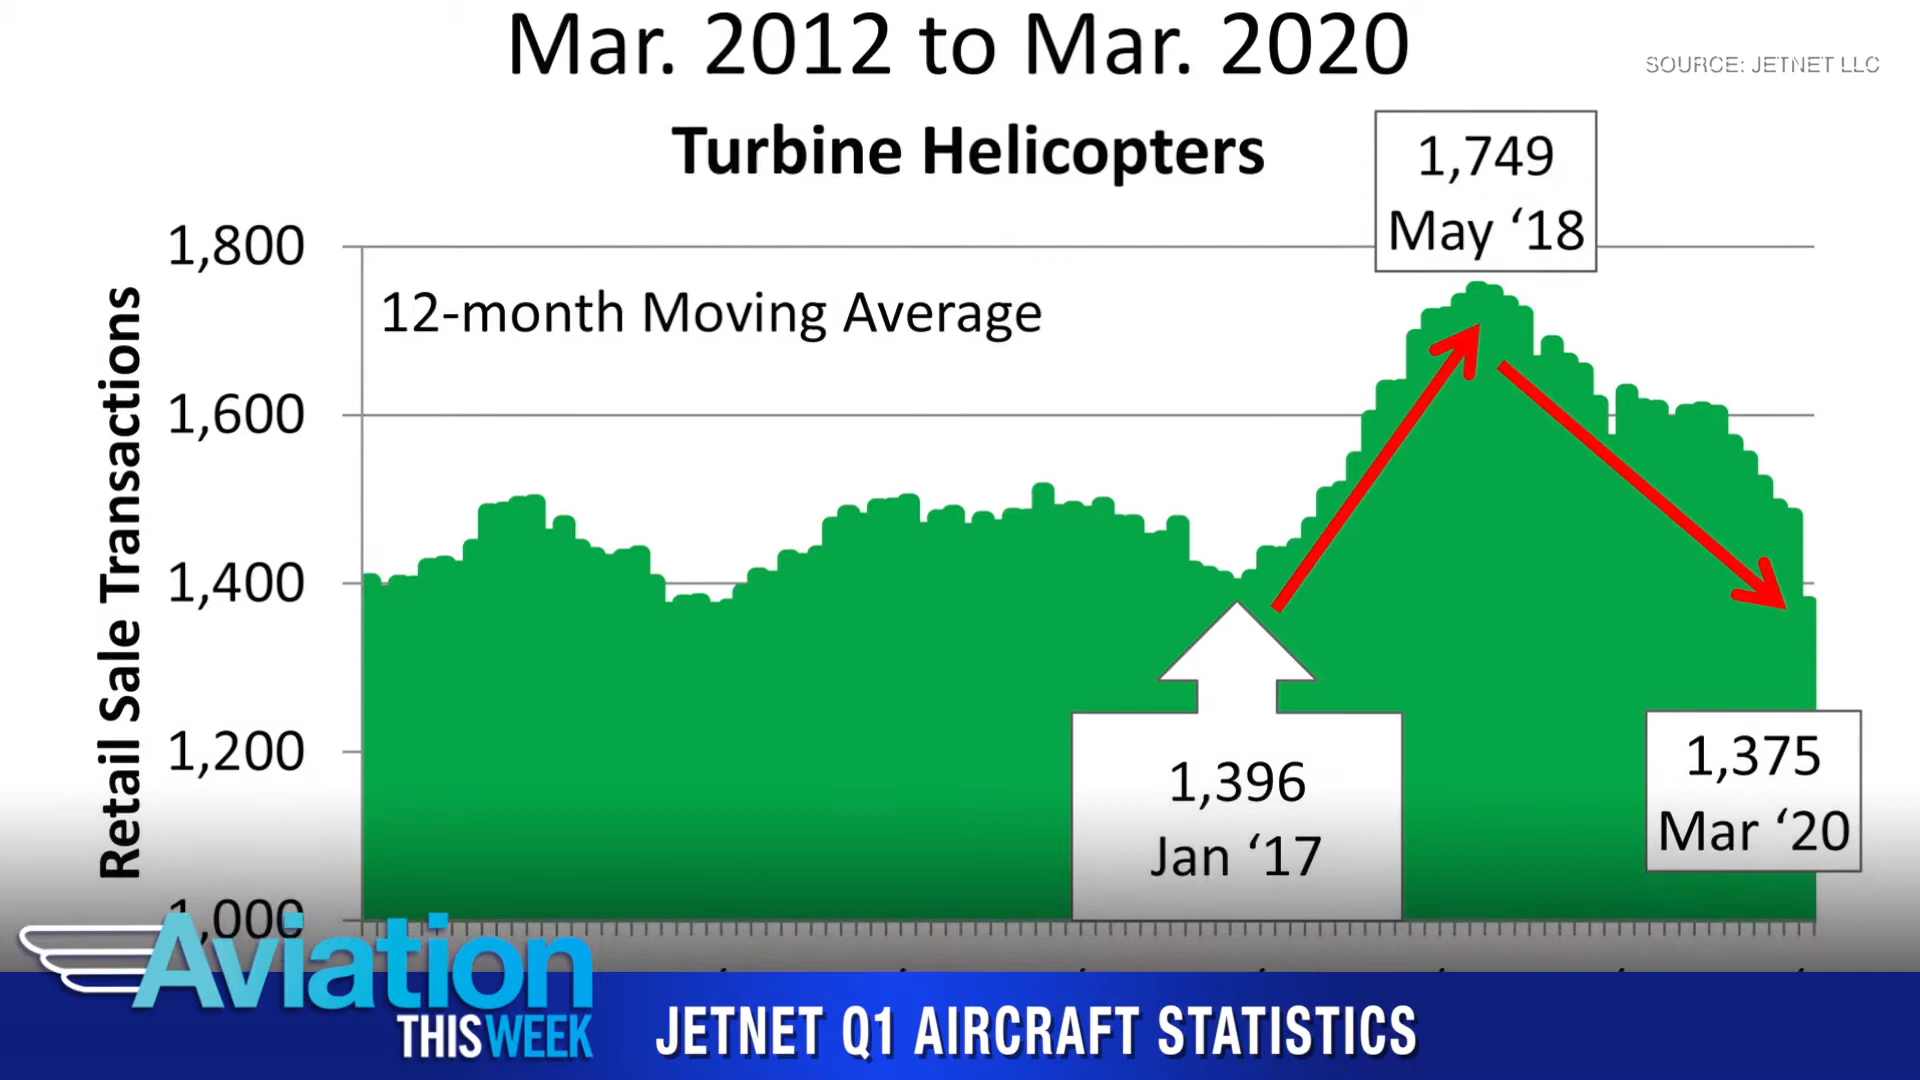 Mar. 2012 to Mar. 2020
SOURCE: JETNET LLC
Turbine Helicopters
1,749
May ‘18
1,800
12-month Moving Average
Retail Sale Transactions
1,600
1,400
1,200
1,396
Jan ‘17
1,375
Mar ‘20
1,000
Aviation
THIS WEEK
JETNET Q1 AIRCRAFT STATISTICS